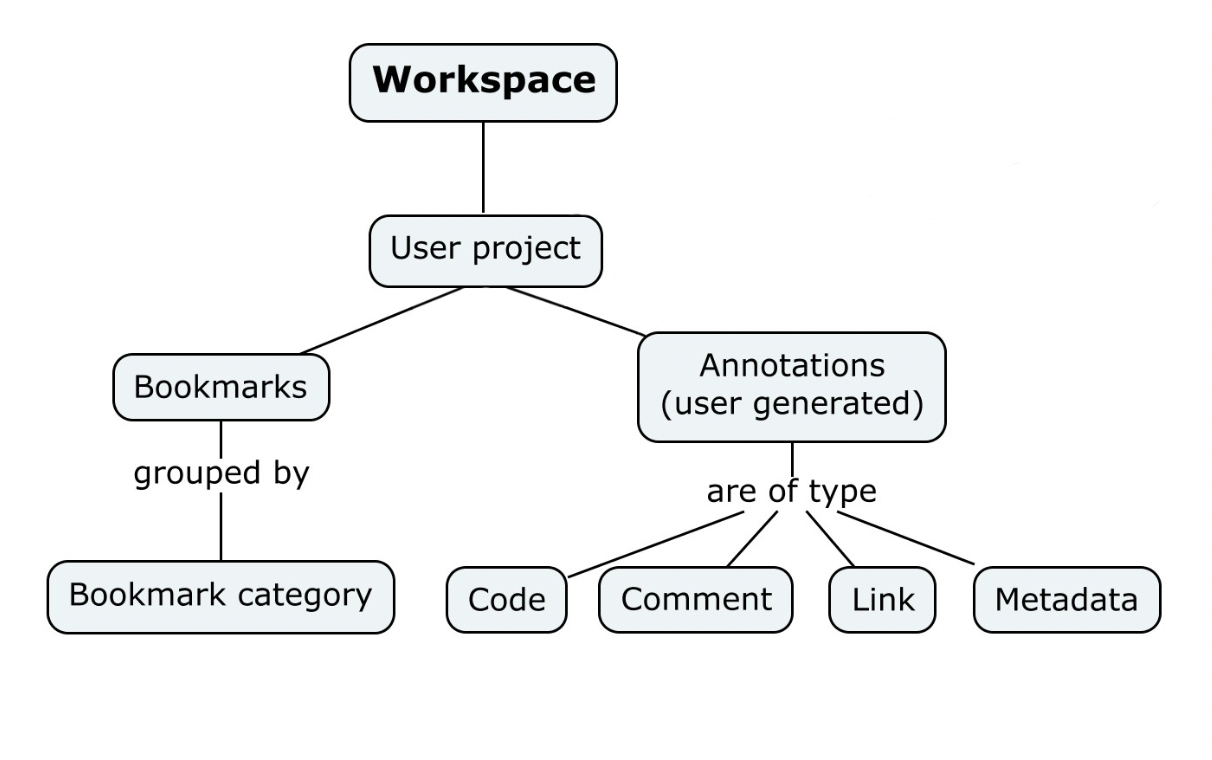 Workspace
User project
Bookmarks
Annotations
(user generated)
grouped by
are of type
Bookmark category
Code
Comment
Link
Metadata